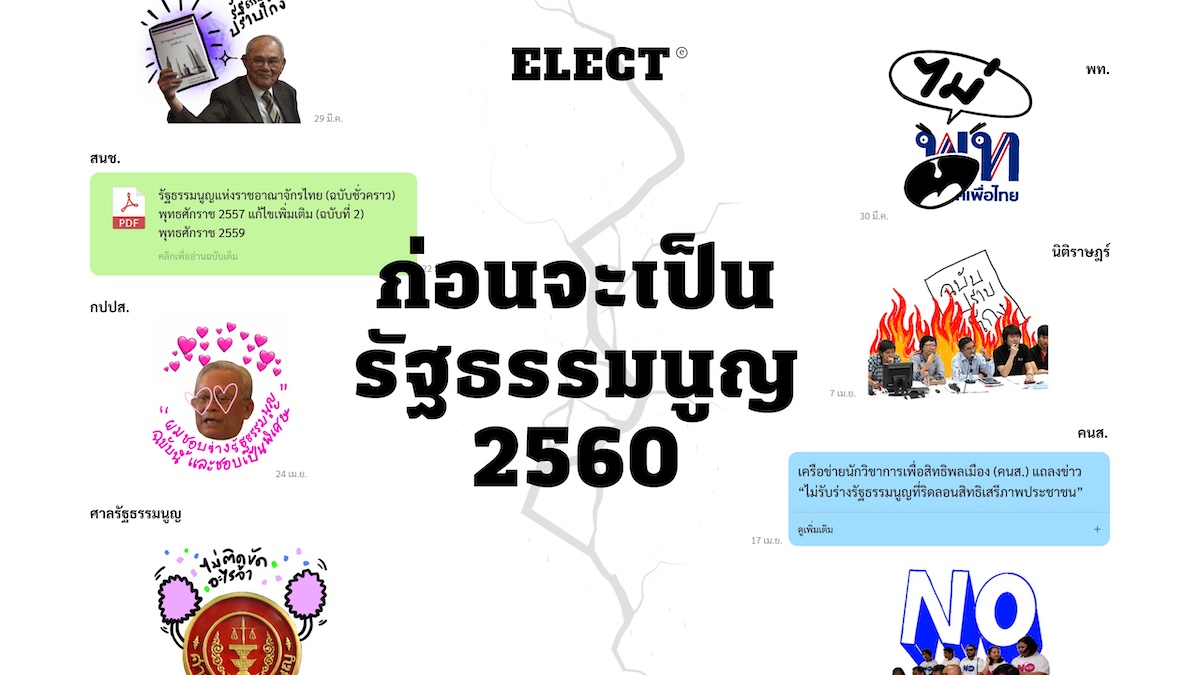 ปราบโกง
29 มี.ค.
สนช.
PDF
รัฐธรรมนูญแห่งราชอาณาจักรไทย (ฉบับชั่วคราว)
พุทธศักราช 2557 แก้ไขเพิ่มเติม (ฉบับที่ 2)
พุทธศักราช 2559
คลิกเพื่ออ่านฉบับเต็ม
กปปส.
“ผมชอบร่างรัฐธรรมนูญ
ฉบับนี้ และชอบเป็นพิเศษ”
24 เม.ย.
ศาลรัฐธรรมนูญ
ไม่ติดขัด
อะไรจ้า
ELECT e
ก่อนจะเป็น
รัฐธรรมนูญ
2560
พท.
ไม่
พท
เพื่อไทย
30 มี.ค.
นิติราษฎร์
ฉบับ
ปราบ
โกง
7 เม.ย.
คนส.
เครือข่ายนักวิชาการเพื่อสิทธิพลเมือง (คนส.) แถลงข่าว
“ไม่รับร่างรัฐธรรมนูญที่ริดลอนสิทธิเสรีภาพประชาชน”
ดูเพิ่มเติม +
17 เม.ย.
NO
NO
NO